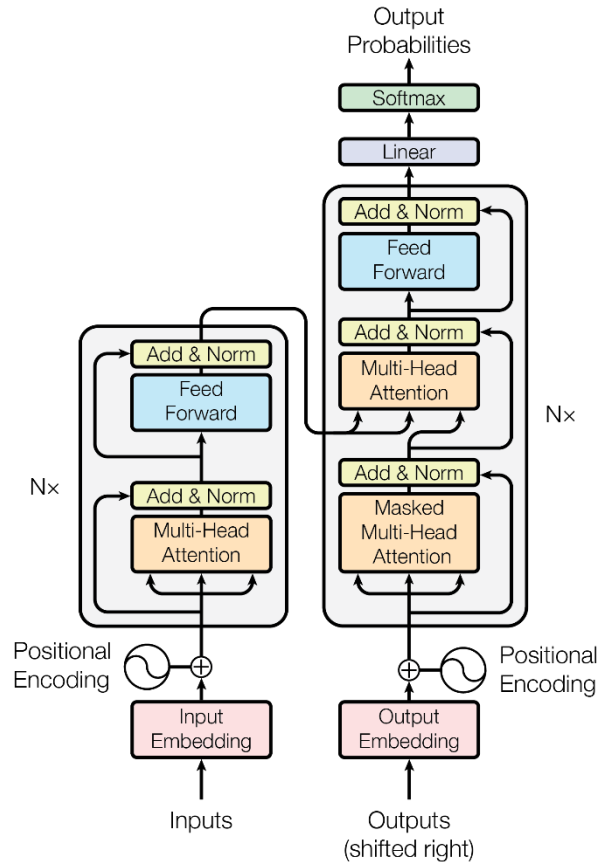 Output
Probabilities
Softmax
Linear
Add & Norm
Feed
Forward
Add & Norm
Multi-Head
Attention
Add & Norm
Masked
Multi-Head
Attention
N×
Add & Norm
Feed
Forward
Add & Norm
Multi-Head
Attention
N×
Positional
Encoding
Positional
Encoding
Input
Embedding
Output
Embedding
Inputs
Outputs
(shifted right)